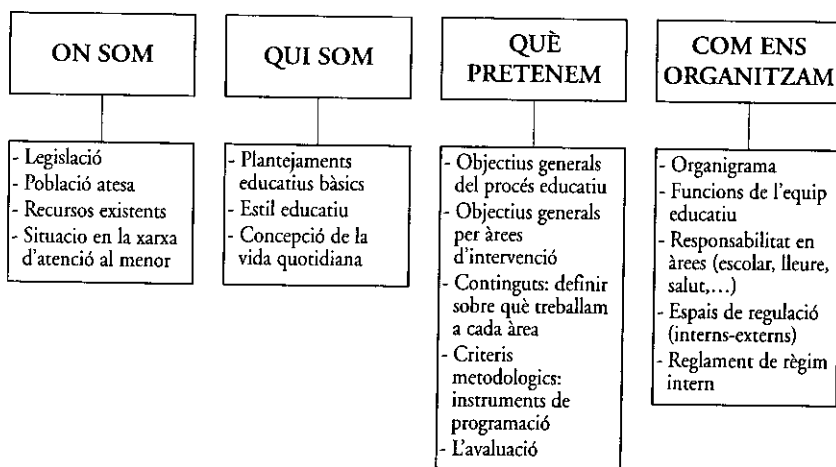 ON SOM
- Legislació
- Població atesa
- Recursos existents
- Situacio en la xarxa
d'atenció al menor
QUI SOM
- Plantejaments
educatius bàsics
- Estil educatiu
- Concepció de la
vida quotidiana
QUÈ
PRETENEM
- Objectius generals
del procés educatiu
- Objectius generals
per àrees
d'intervenció
- Continguts: definir
sobre què treballam
a cada àrea
- Criteris
metodologics:
instruments de
programació
- L'avaluació
COM ENS
ORGANITZAM
- Organigrama
- Funcions de l'equip
educatiu
- Responsabilitat en
àrees (escolar, lleure,
salut,...)
- Espais de regulació
(interns-externs)
- Reglament de règim
intern